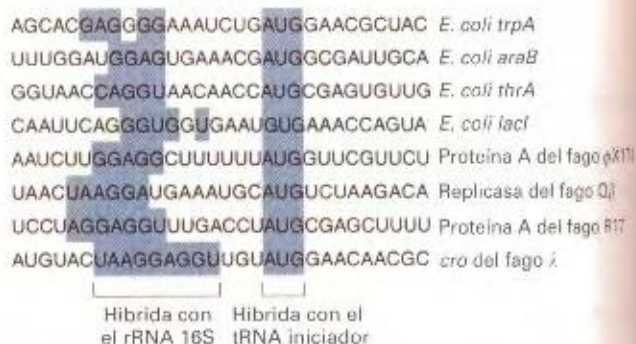 AGCACGAGGGGAAAUCUGAUGGAACGCUAC E. coli trpA
UUUGGAUGGAGUGAAACGAUGGCGAUUGCA E. coli araB
GGUAACCAGGUAACAACCAUGCGAGUGUUG E. coli thrA
CAAUUCAGGGUGGUGAAUGUGAAACCAGUA E. coli lacI
AAUCUUGGAGGCUUUUUUAUGGUUCGUUCU Proteína A del fago ϕX174
UAACUAAGGAUGAAAUGCAUGUCUAAGACA Replicasa del fago Qβ
UCCUAGGAGGUUUGACCUAUGCGAGCUUUU Proteína A del fago R17
AUGUACUAAGGAGGUUGUAUGGAACAACGC cro del fago λ
Hibrida con Hibrida con el
el rRNA 16S tRNA iniciador